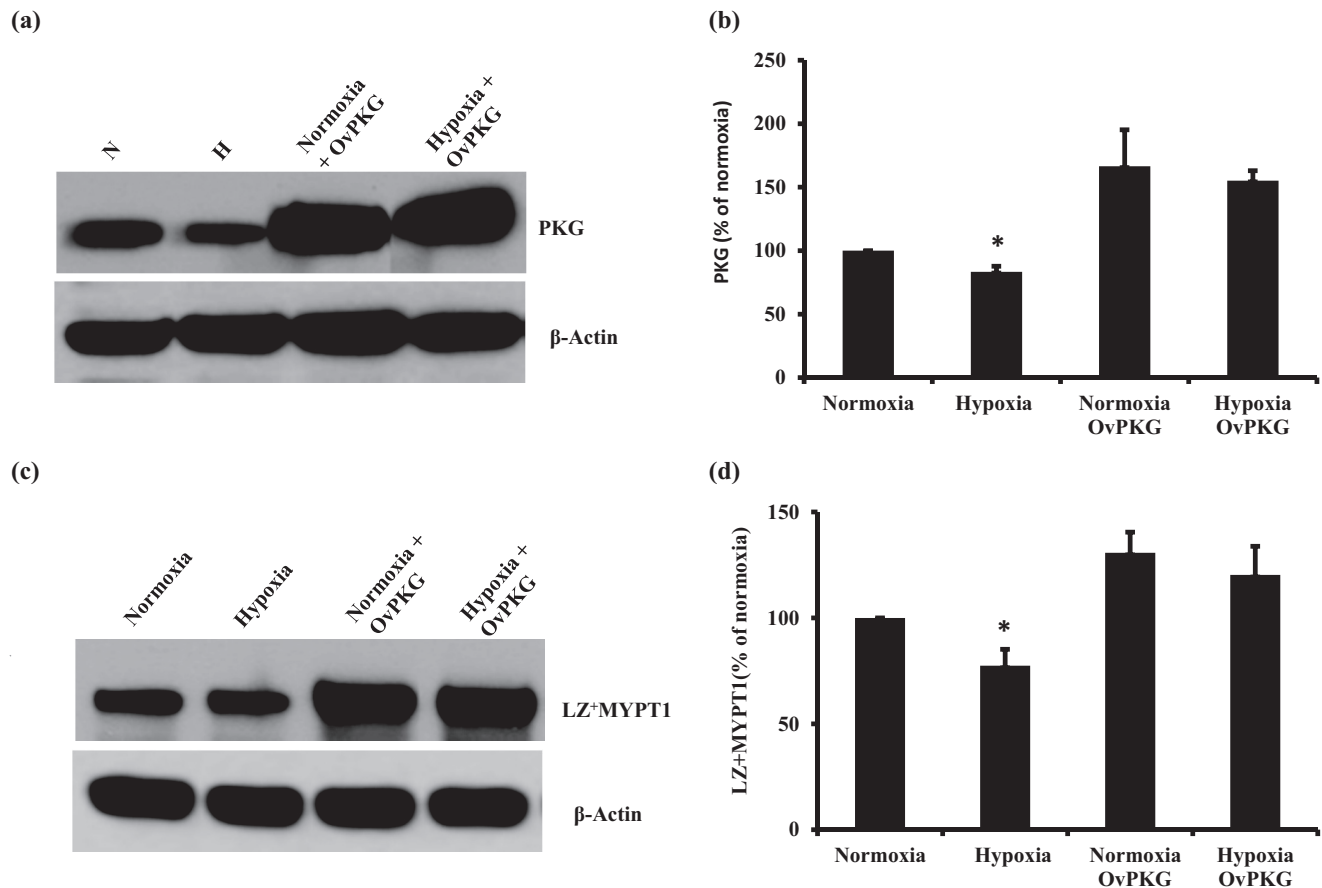 (a)
N
H
Normoxia
+ OvPKG
Hypoxia +
OvPKG
PKG
β-Actin
(b)
PKG (% of normoxia)
250
200
150
100
50
0
*
Normoxia
Hypoxia
Normoxia
OvPKG
Hypoxia
OvPKG
(c)
Normoxia
Hypoxia
Normoxia +
OvPKG
Hypoxia +
OvPKG
LZ⁺MYPT1
β-Actin
(d)
LZ+MYPT1(% of normoxia)
150
100
50
0
*
Normoxia
Hypoxia
Normoxia
OvPKG
Hypoxia
OvPKG